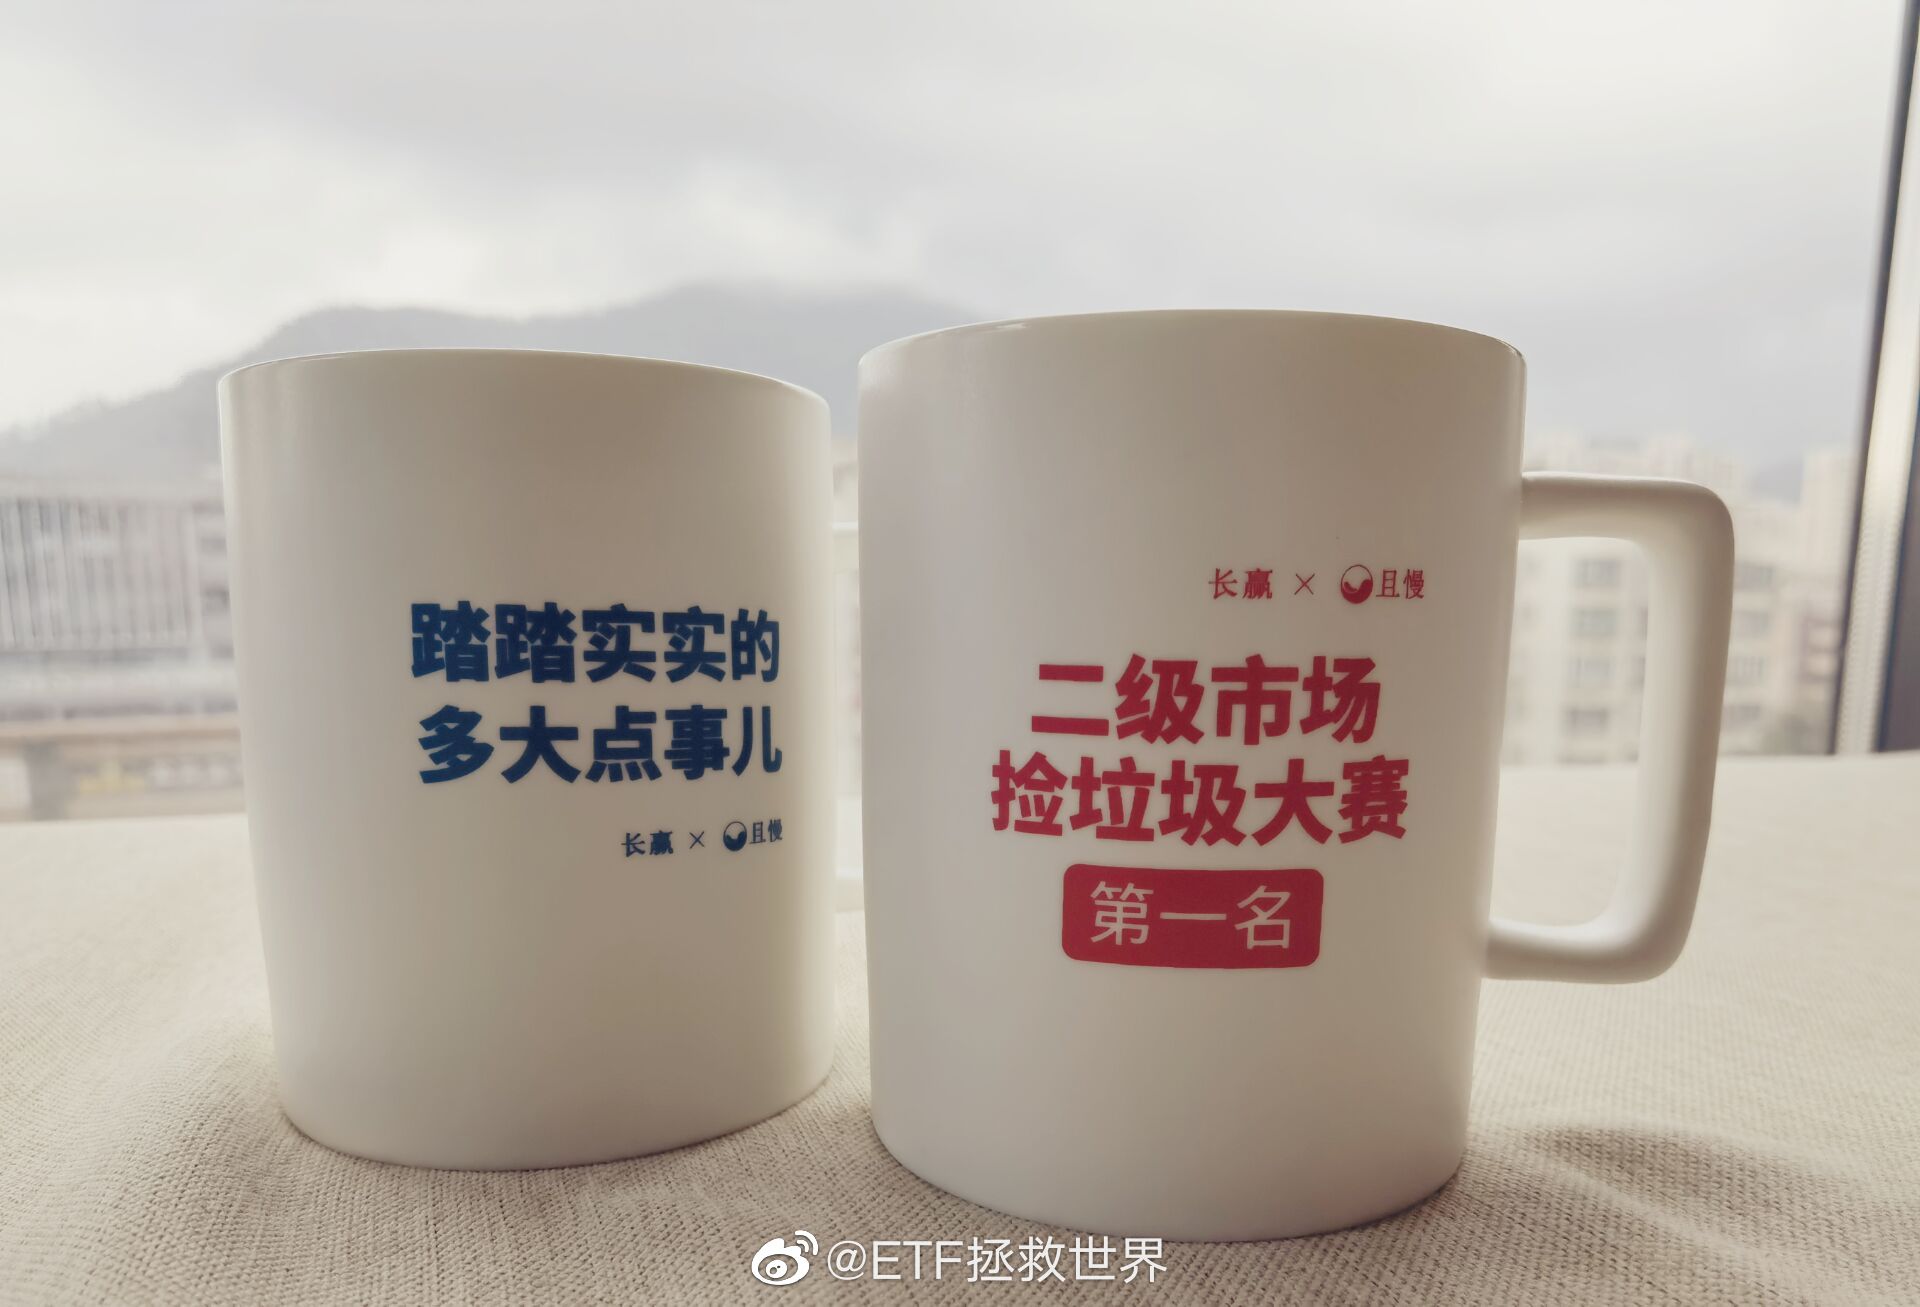 踏踏实实的
多大点事儿
长赢 × 且慢
长赢 × 且慢
二级市场
捡垃圾大赛
第一名
@ETF拯救世界